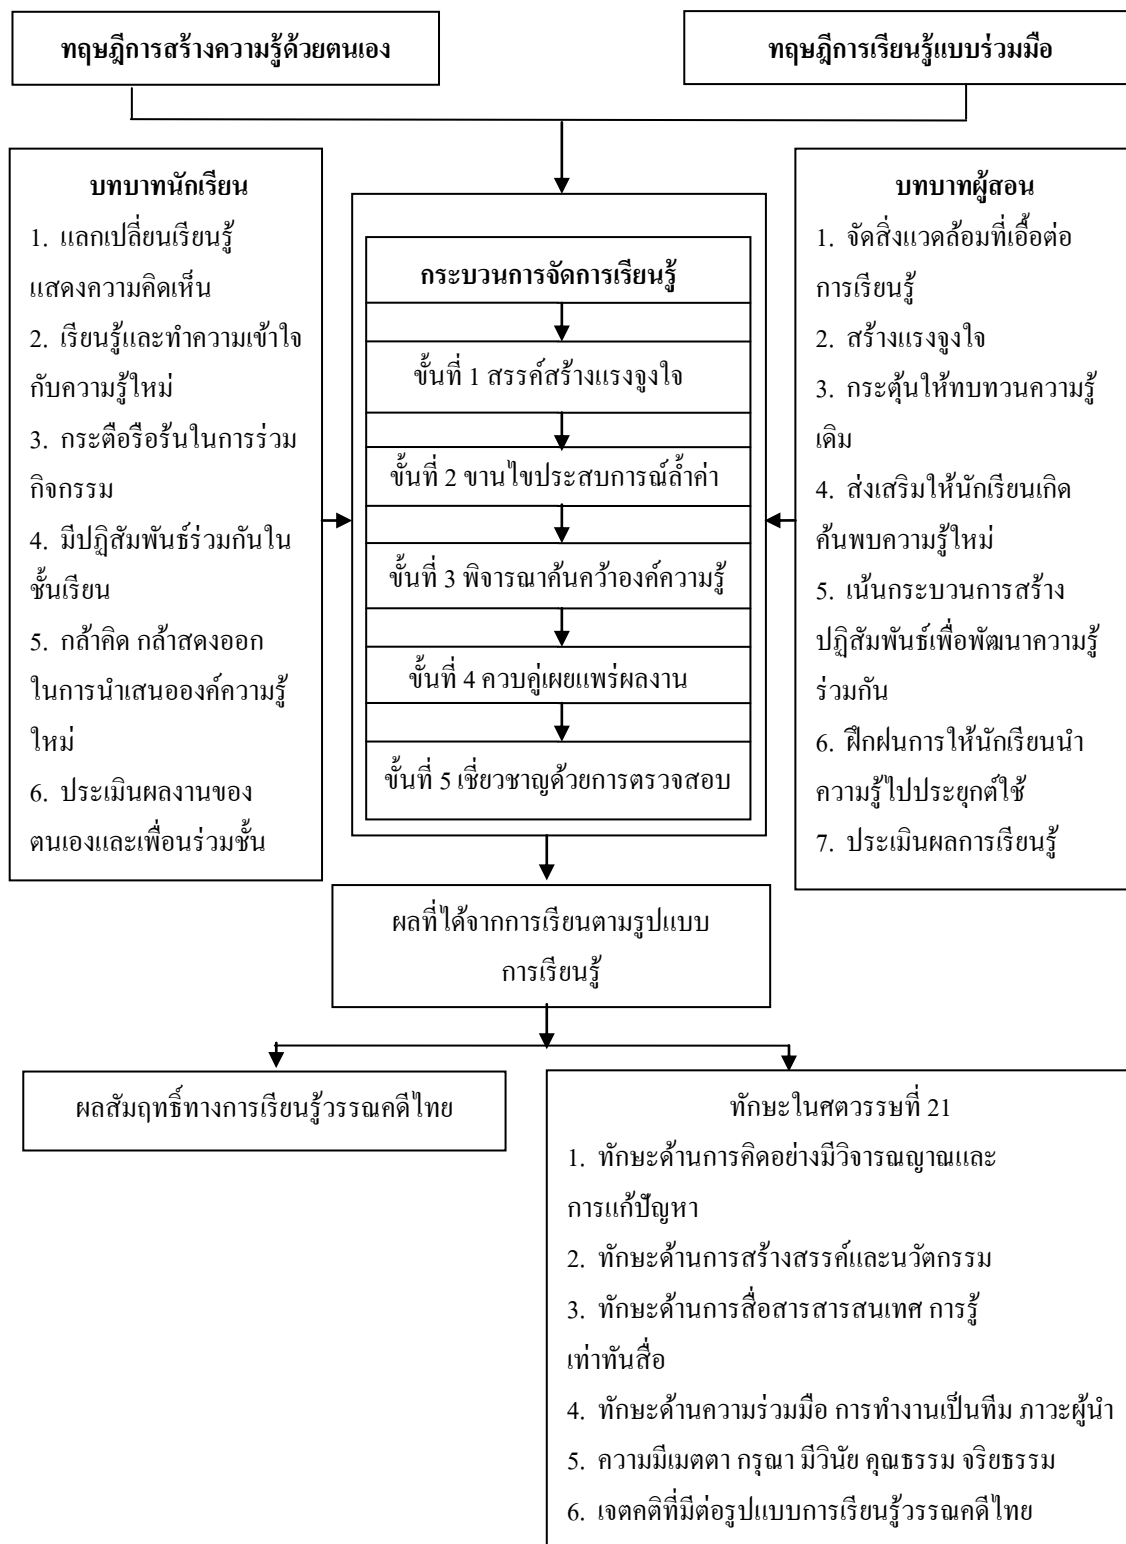 ทฤษฎีการสร้างความรู้ด้วยตนเอง
ทฤษฎีการเรียนรู้แบบร่วมมือ
บทบาทนักเรียน
1. แลกเปลี่ยนเรียนรู้
แสดงความคิดเห็น
2. เรียนรู้และทำความเข้าใจ
กับความรู้ใหม่
3. กระตือรือร้นในการร่วม
กิจกรรม
4. มีปฏิสัมพันธ์ร่วมกันใน
ชั้นเรียน
5. กล้าคิด กล้าสดงออก
ในการนำเสนอองค์ความรู้
ใหม่
6. ประเมินผลงานของ
ตนเองและเพื่อนร่วมชั้น
กระบวนการจัดการเรียนรู้
ขั้นที่ 1 สรรค์สร้างแรงจูงใจ
ขั้นที่ 2 ขานไขประสบการณ์ล้ำค่า
ขั้นที่ 3 พิจารณาค้นคว้าองค์ความรู้
ขั้นที่ 4 ควบคู่เผยแพร่ผลงาน
ขั้นที่ 5 เชี่ยวชาญด้วยการตรวจสอบ
บทบาทผู้สอน
1. จัดสิ่งแวดล้อมที่เอื้อต่อ
การเรียนรู้
2. สร้างแรงจูงใจ
3. กระตุ้นให้ทบทวนความรู้
เดิม
4. ส่งเสริมให้นักเรียนเกิด
ค้นพบความรู้ใหม่
5. เน้นกระบวนการสร้าง
ปฏิสัมพันธ์เพื่อพัฒนาความรู้
ร่วมกัน
6. ฝึกฝนการให้นักเรียนนำ
ความรู้ไปประยุกต์ใช้
7. ประเมินผลการเรียนรู้
ผลที่ได้จากการเรียนตามรูปแบบ
การเรียนรู้
ผลสัมฤทธิ์ทางการเรียนรู้วรรณคดีไทย
ทักษะในศตวรรษที่ 21
1. ทักษะด้านการคิดอย่างมีวิจารณญาณและ
การแก้ปัญหา
2. ทักษะด้านการสร้างสรรค์และนวัตกรรม
3. ทักษะด้านการสื่อสารสารสนเทศ การรู้
เท่าทันสื่อ
4. ทักษะด้านความร่วมมือ การทำงานเป็นทีม ภาวะผู้นำ
5. ความมีเมตตา กรุณา มีวินัย คุณธรรม จริยธรรม
6. เจตคติที่มีต่อรูปแบบการเรียนรู้วรรณคดีไทย